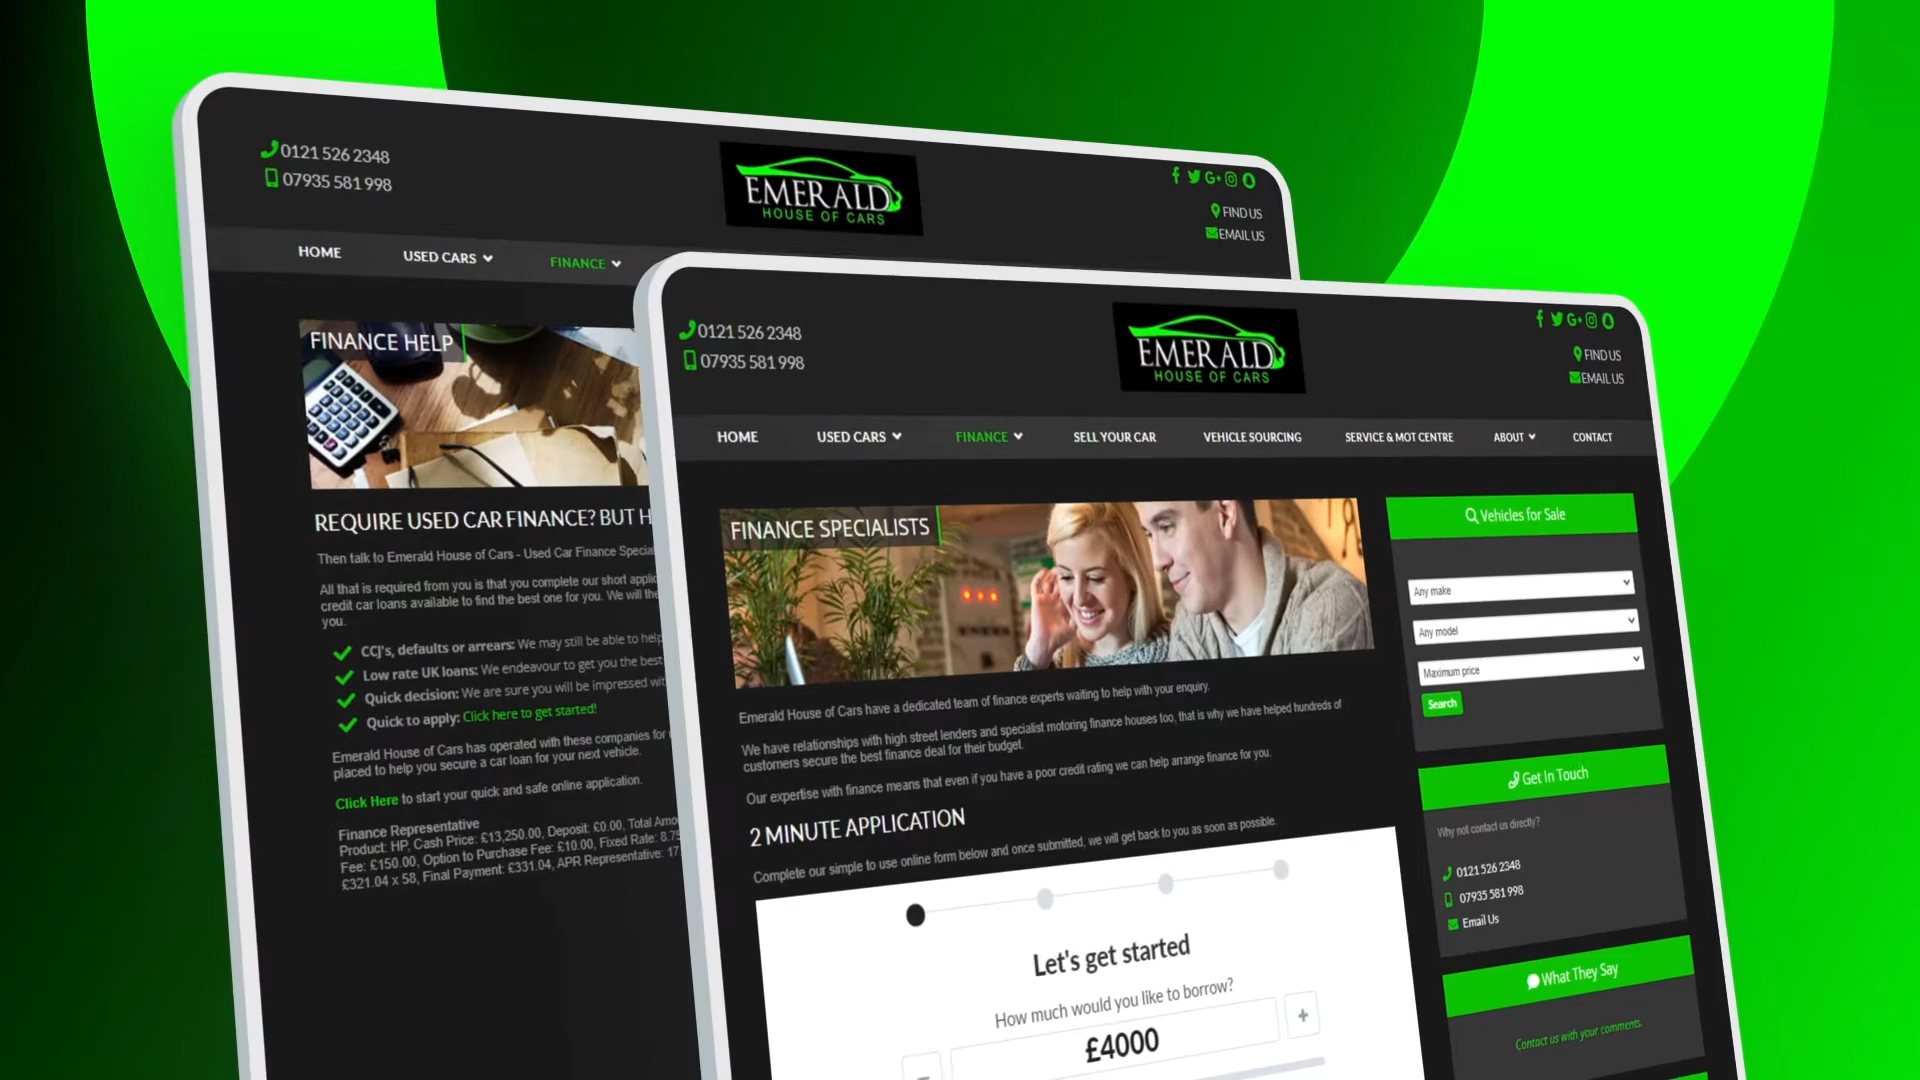 0121 526 2348
07935 581 998
EMERALD
HOUSE OF CARS
FIND US
EMAIL US
HOME
USED CARS
FINANCE
FINANCE HELP
REQUIRE USED CAR FINANCE? BUT H
Then talk to Emerald House of Cars - Used Car Finance Specia
All that is required from you is that you complete our short applic
credit car loans available to find the best one for you. We will the
you.
CCJ's, defaults or arrears: We may still be able to help
Low rate UK loans: We endeavour to get you the best
Quick decision: We are sure you will be impressed wit
Quick to apply: Click here to get started!
Emerald House of Cars has operated with these companies for
placed to help you secure a car loan for your next vehicle.
Click Here to start your quick and safe online application.
Finance Representative
Product: HP, Cash Price: £13,250.00, Deposit: £0.00, Total Amo
Fee: £150.00, Option to Purchase Fee: £10.00, Fixed Rate: 8.75
£321.04 x 58, Final Payment: £331.04, APR Representative: 17
0121 526 2348
07935 581 998
EMERALD
HOUSE OF CARS
FIND US
EMAIL US
HOME
USED CARS
FINANCE
SELL YOUR CAR
VEHICLE SOURCING
SERVICE & MOT CENTRE
ABOUT
CONTACT
FINANCE SPECIALISTS
Emerald House of Cars have a dedicated team of finance experts waiting to help with your enquiry.
We have relationships with high street lenders and specialist motoring finance houses too, that is why we have helped hundreds of
customers secure the best finance deal for their budget.
Our expertise with finance means that even if you have a poor credit rating we can help arrange finance for you.
2 MINUTE APPLICATION
Complete our simple to use online form below and once submitted, we will get back to you as soon as possible.
Let's get started
How much would you like to borrow?
£4000
+
Vehicles for Sale
Any make
Any model
Maximum price
Search
Get In Touch
Why not contact us directly?
0121 526 2348
07935 581 998
Email Us
What They Say
Contact us with your comments.